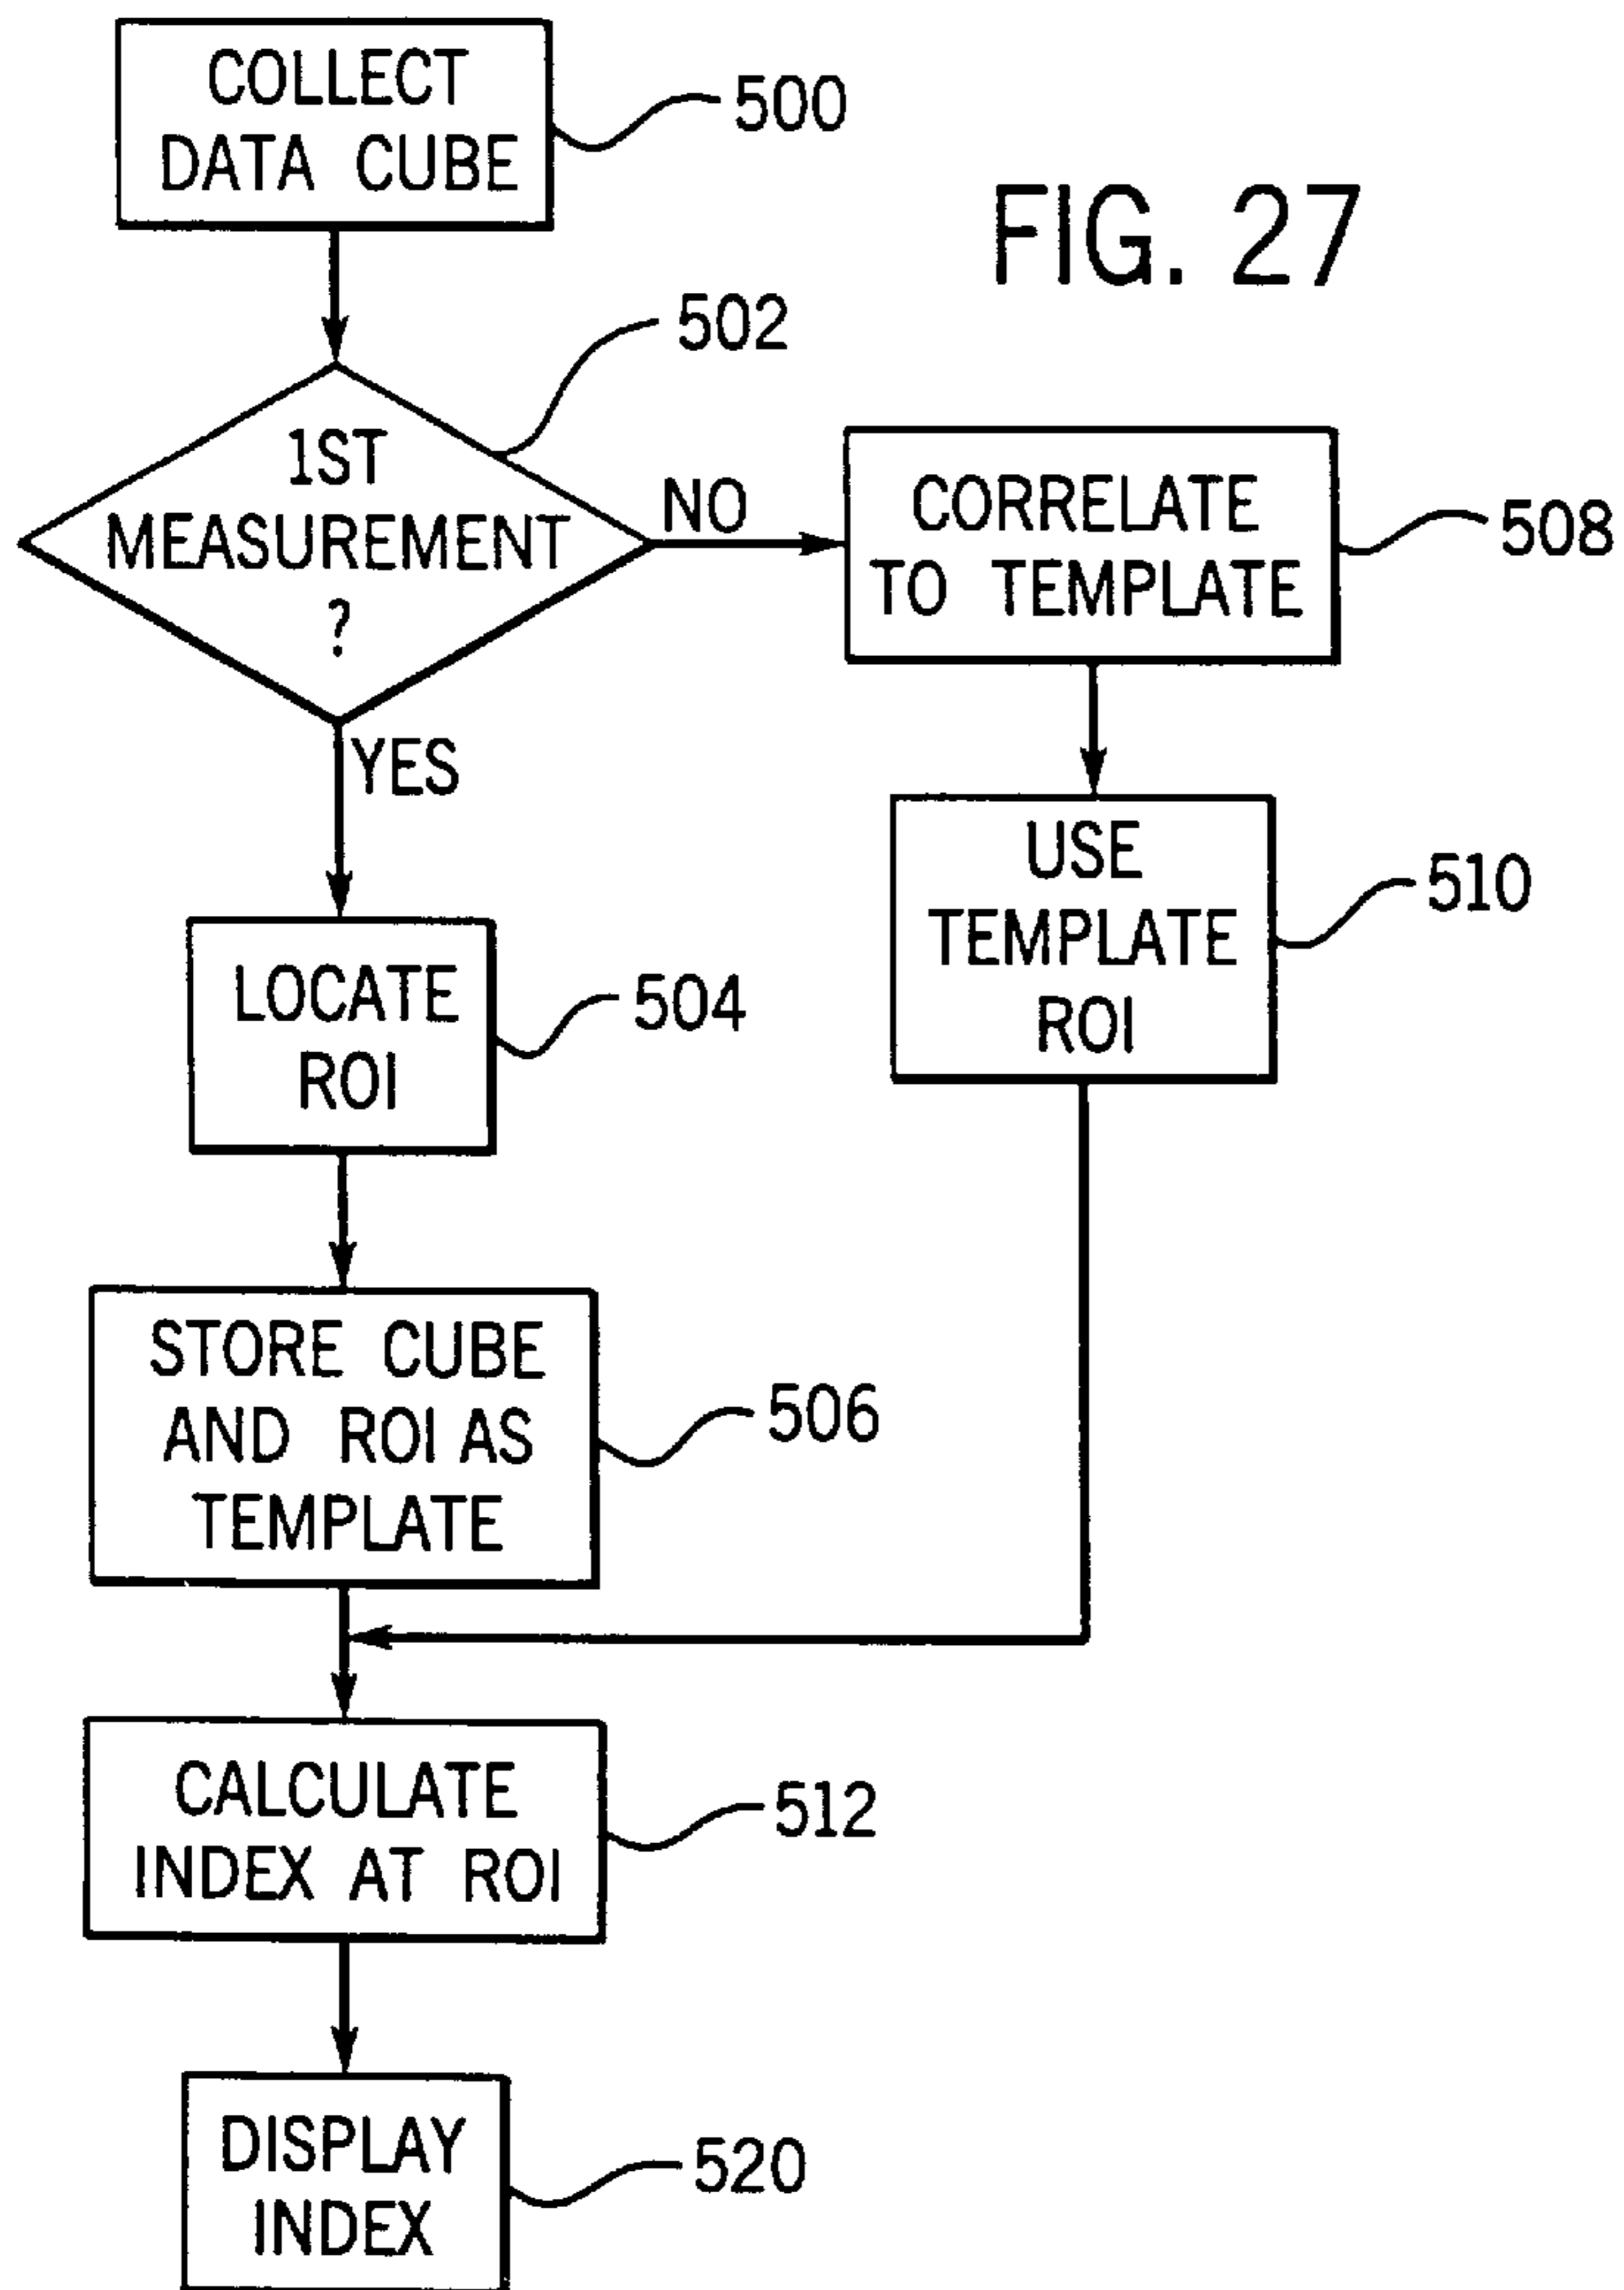 COLLECT
DATA CUBE
500
FIG. 27
502
1ST
MEASUREMENT
?
NO
YES
CORRELATE
TO TEMPLATE
508
USE
TEMPLATE
ROI
510
LOCATE
ROI
504
STORE CUBE
AND ROI AS
TEMPLATE
506
CALCULATE
INDEX AT ROI
512
DISPLAY
INDEX
520